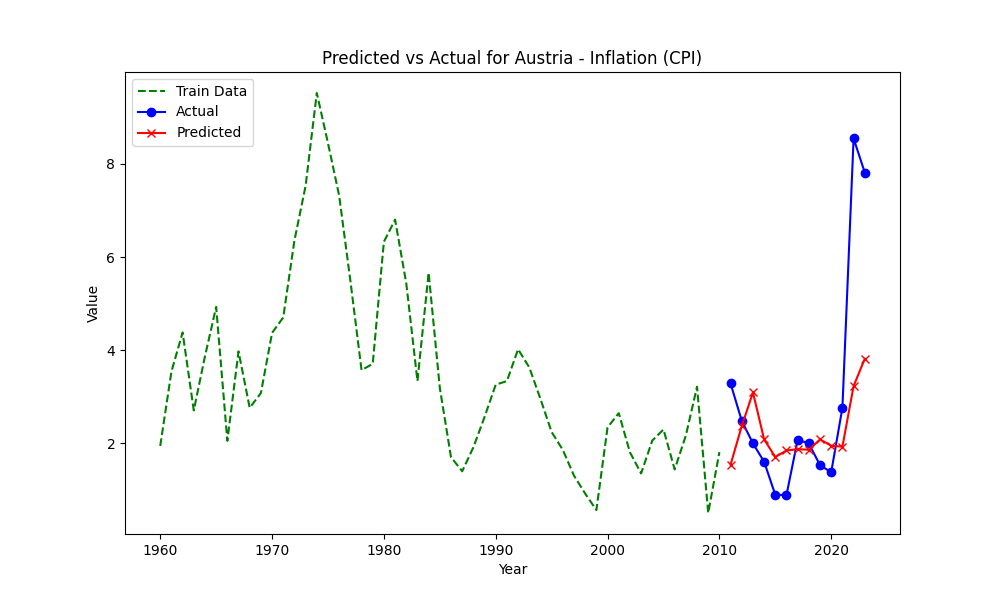 Predicted vs Actual for Austria - Inflation (CPI)
Train Data
Actual
Predicted
Value
8
6
4
2
1960 1970 1980 1990 2000 2010 2020
Year